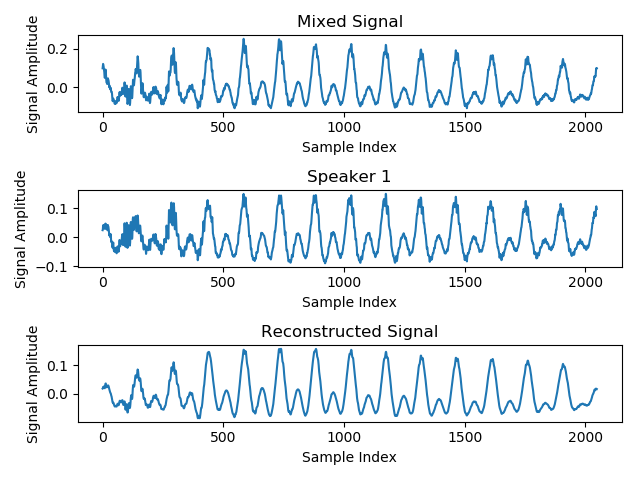 Mixed Signal
Signal Amplitude
0.2
0.0
0 500 1000 1500 2000
Sample Index
Speaker 1
Signal Amplitude
0.1
0.0
−0.1
0 500 1000 1500 2000
Sample Index
Reconstructed Signal
Signal Amplitude
0.1
0.0
0 500 1000 1500 2000
Sample Index